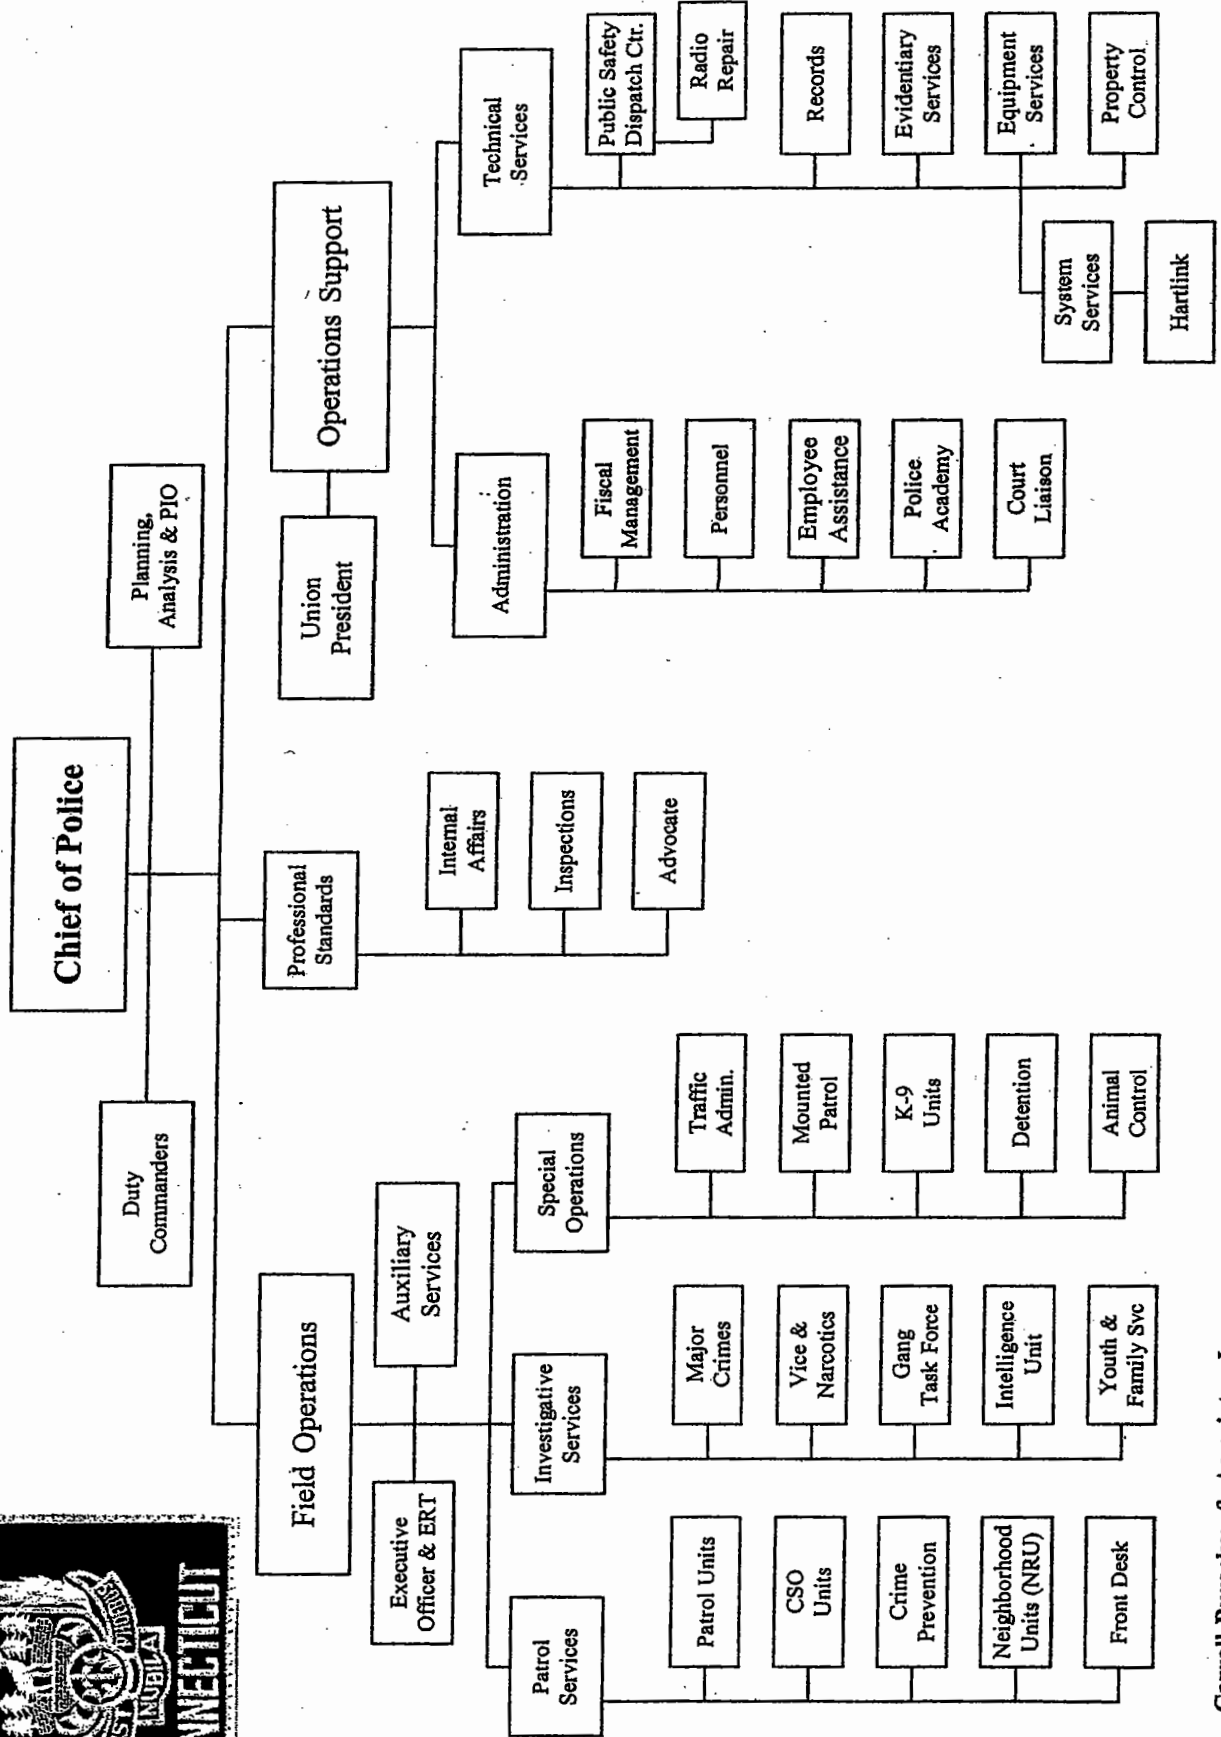 Chief of Police
Duty
Commanders
Planning,
Analysis & PIO
Field Operations
Professional
Standards
Union
President
Operations Support
Executive
Officer & ERT
Auxiliary
Services
Patrol
Services
Investigative
Services
Special
Operations
Administration
Technical
Services
Patrol Units
CSO
Units
Crime
Prevention
Neighborhood
Units (NRU)
Front Desk
Major
Crimes
Vice &
Narcotics
Gang
Task Force
Intelligence
Unit
Youth &
Family Svc
Traffic
Admin.
Mounted
Patrol
K-9
Units
Detention
Animal
Control
Internal
Affairs
Inspections
Advocate
Fiscal
Management
Personnel
Employee
Assistance
Police
Academy
Court
Liaison
Public Safety
Dispatch Ctr.
Radio
Repair
Records
Evidentiary
Services
Equipment
Services
Property
Control
System
Services
Hartlink